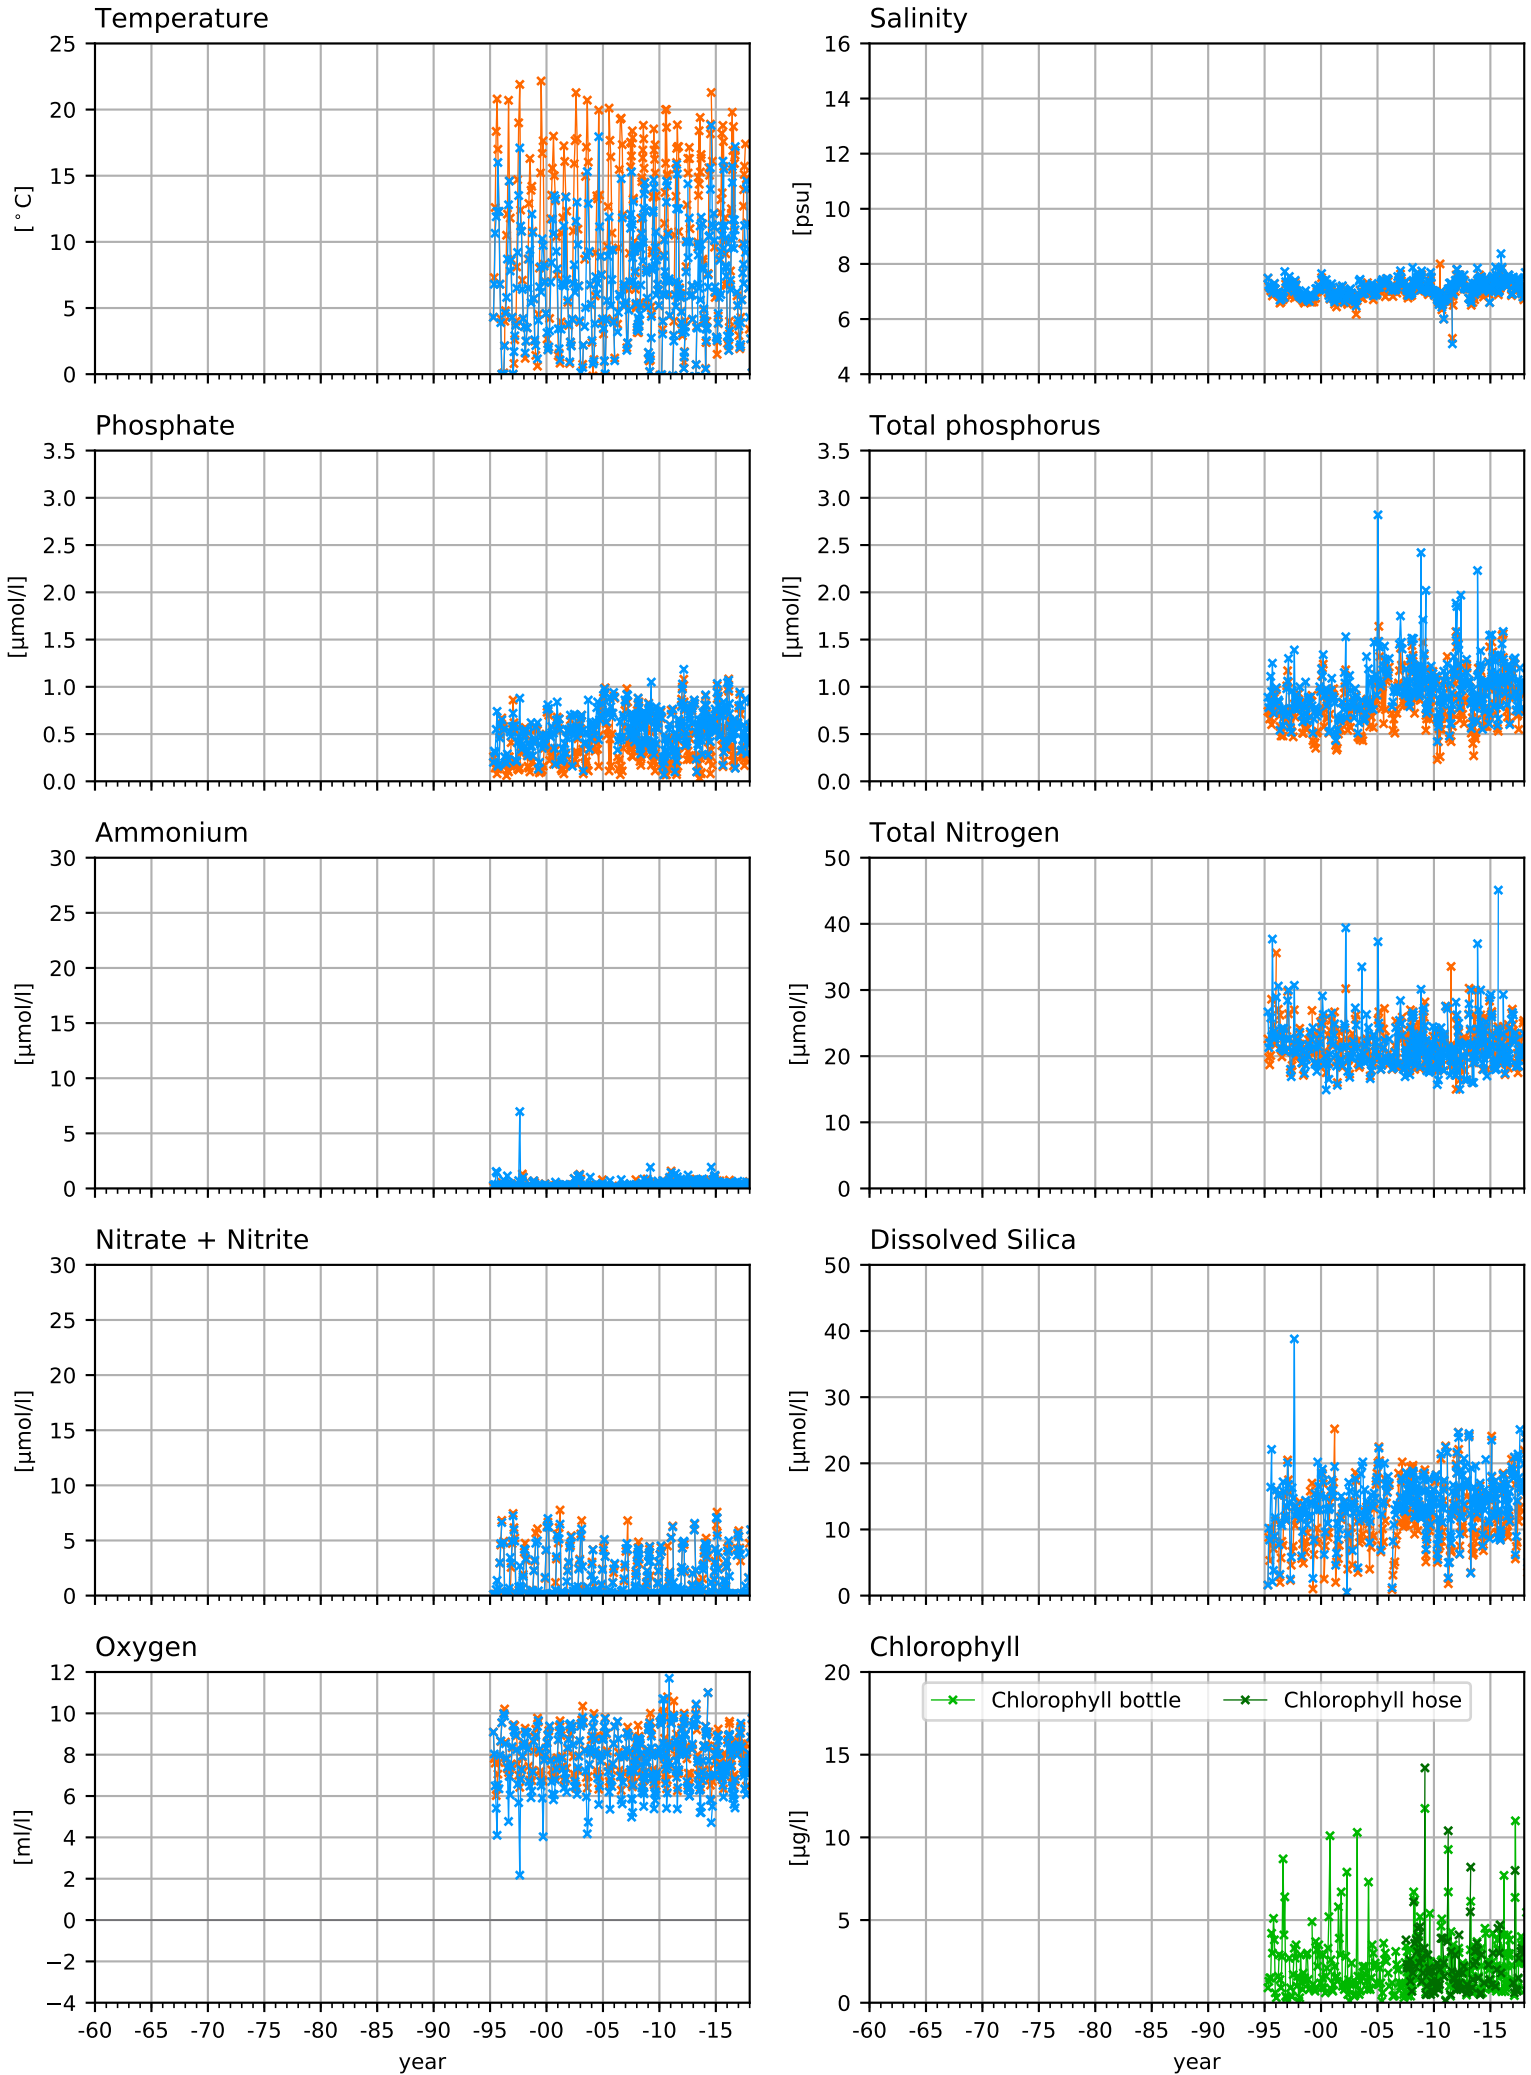 Temperature
25
20
15
10
5
0
[°C]
Salinity
16
14
12
10
8
6
4
[psu]
Phosphate
3.5
3.0
2.5
2.0
1.5
1.0
0.5
0.0
[µmol/l]
Total phosphorus
3.5
3.0
2.5
2.0
1.5
1.0
0.5
0.0
[µmol/l]
Ammonium
30
25
20
15
10
5
0
[µmol/l]
Total Nitrogen
50
40
30
20
10
0
[µmol/l]
Nitrate + Nitrite
30
25
20
15
10
5
0
[µmol/l]
Dissolved Silica
50
40
30
20
10
0
[µmol/l]
Oxygen
12
10
8
6
4
2
0
−2
−4
[ml/l]
-60 -65 -70 -75 -80 -85 -90 -95 -00 -05 -10 -15
year
Chlorophyll
20
15
10
5
0
[µg/l]
Chlorophyll bottle
Chlorophyll hose
-60 -65 -70 -75 -80 -85 -90 -95 -00 -05 -10 -15
year